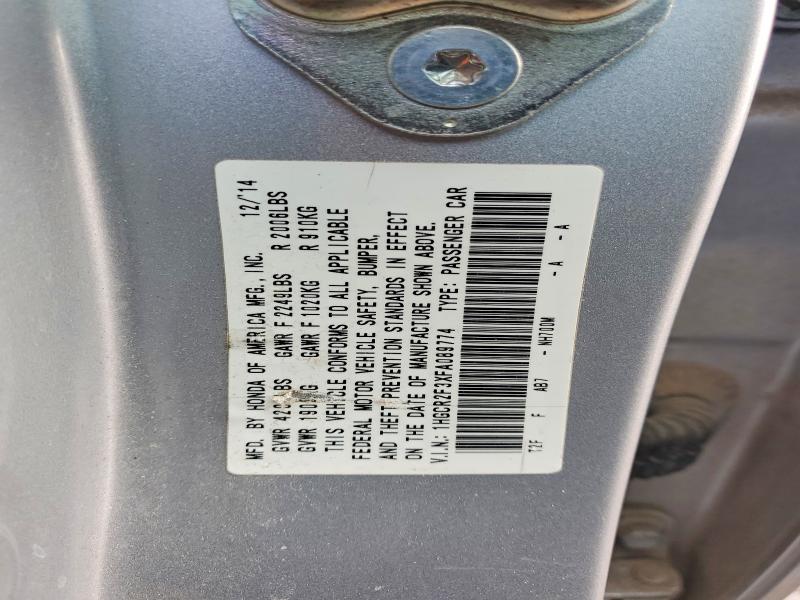 MFD. BY HONDA OF AMERICA MFG., INC. 12/'14
GVWR GAWR F 2249LBS R 2006LBS
GVWR GAWR F 1020KG R 910KG
THIS VEHICLE CONFORMS TO ALL APPLICABLE
FEDERAL MOTOR VEHICLE SAFETY, BUMPER,
AND THEFT PREVENTION STANDARDS IN EFFECT
ON THE DATE OF MANUFACTURE SHOWN ABOVE.
V.I.N.: 1HGCR2F3XFA089774 TYPE: PASSENGER CAR
T2F F AB7 - NH700M - A - A